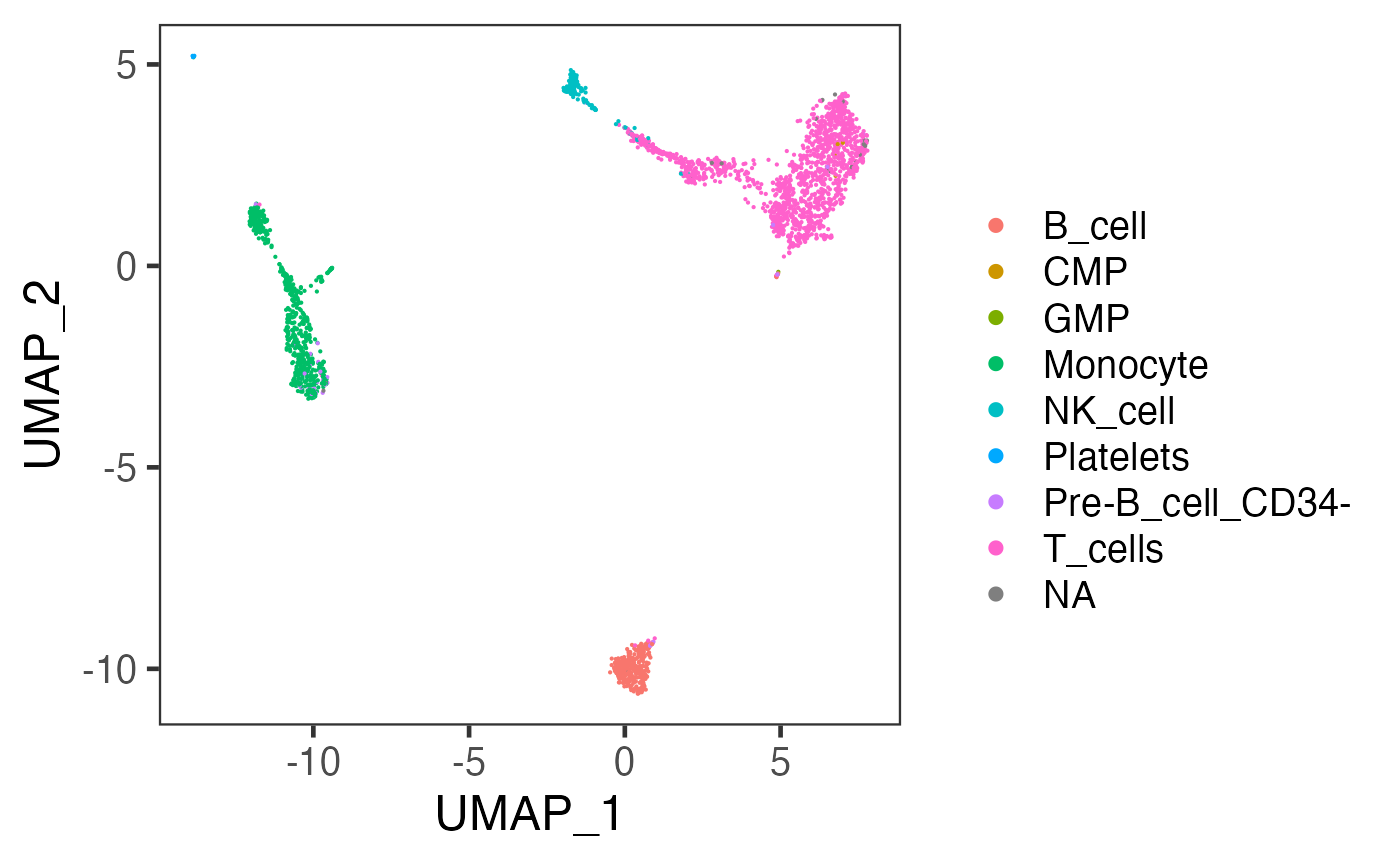 5
0
-5
-10
UMAP_2
-10
-5
0
5
UMAP_1
B_cell
CMP
GMP
Monocyte
NK_cell
Platelets
Pre-B_cell_CD34-
T_cells
NA